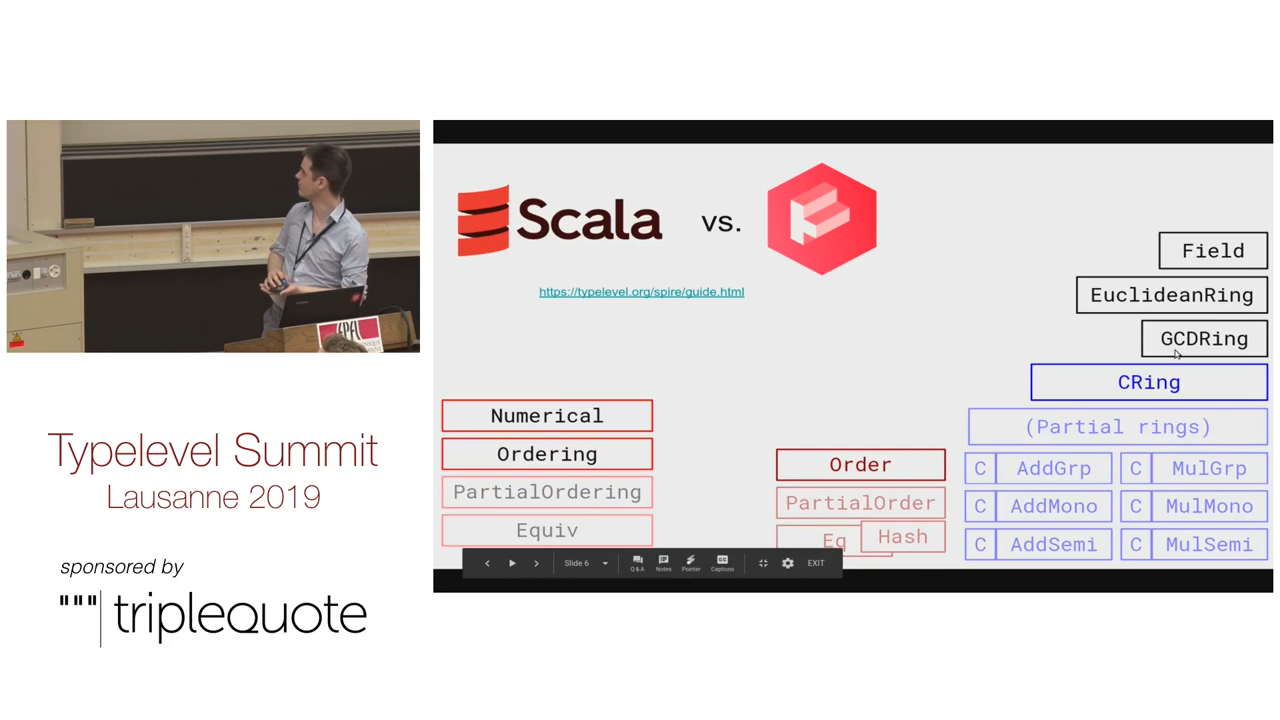 Typelevel Summit
Lausanne 2019
sponsored by
"""|triplequote
EPFL
Scala vs.
https://typelevel.org/spire/guide.html
Numerical
Ordering
PartialOrdering
Equiv
Order
PartialOrder
Eq
Hash
Field
EuclideanRing
GCDRing
CRing
(Partial rings)
C AddGrp C MulGrp
C AddMono C MulMono
C AddSemi C MulSemi
Slide 6
Q&A Notes Pointer Captions
EXIT